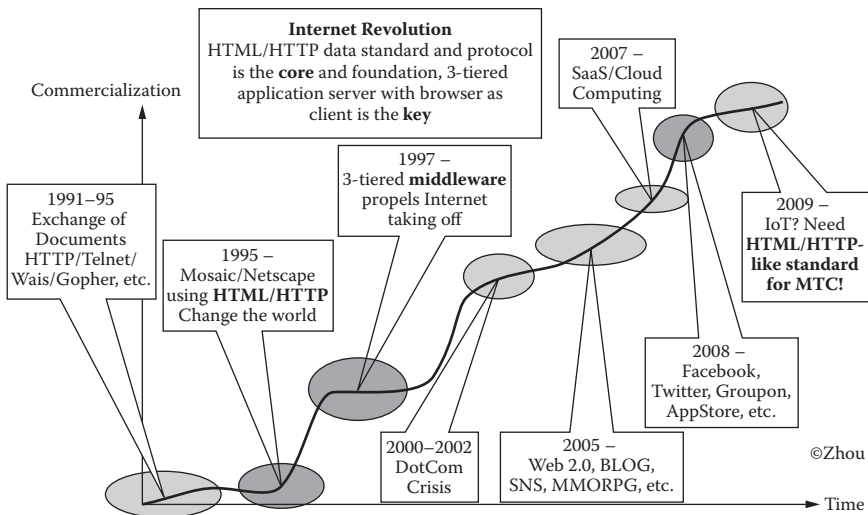 Internet Revolution
HTML/HTTP data standard and protocol
is the core and foundation, 3-tiered
application server with browser as
client is the key
Commercialization
1991–95
Exchange of
Documents
HTTP/Telnet/
Wais/Gopher, etc.
1995 –
Mosaic/Netscape
using HTML/HTTP
Change the world
1997 –
3-tiered middleware
propels Internet
taking off
2000–2002
DotCom
Crisis
2005 –
Web 2.0, BLOG,
SNS, MMORPG, etc.
2007 –
SaaS/Cloud
Computing
2008 –
Facebook,
Twitter, Groupon,
AppStore, etc.
2009 –
IoT? Need
HTML/HTTP-
like standard
for MTC!
©Zhou
Time